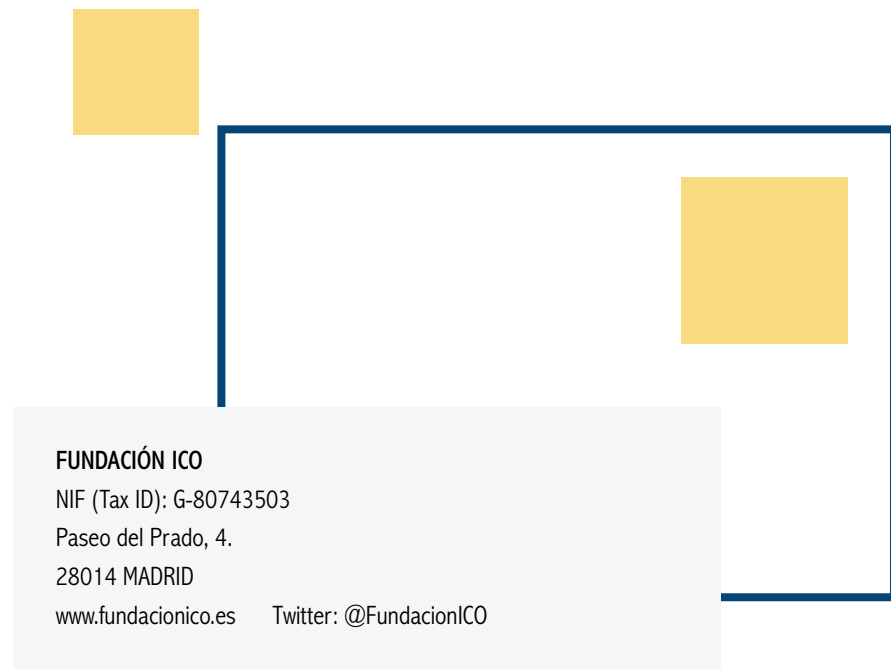 FUNDACIÓN ICO
NIF (Tax ID): G-80743503
Paseo del Prado, 4.
28014 MADRID
www.fundacionico.es Twitter: @FundacionICO